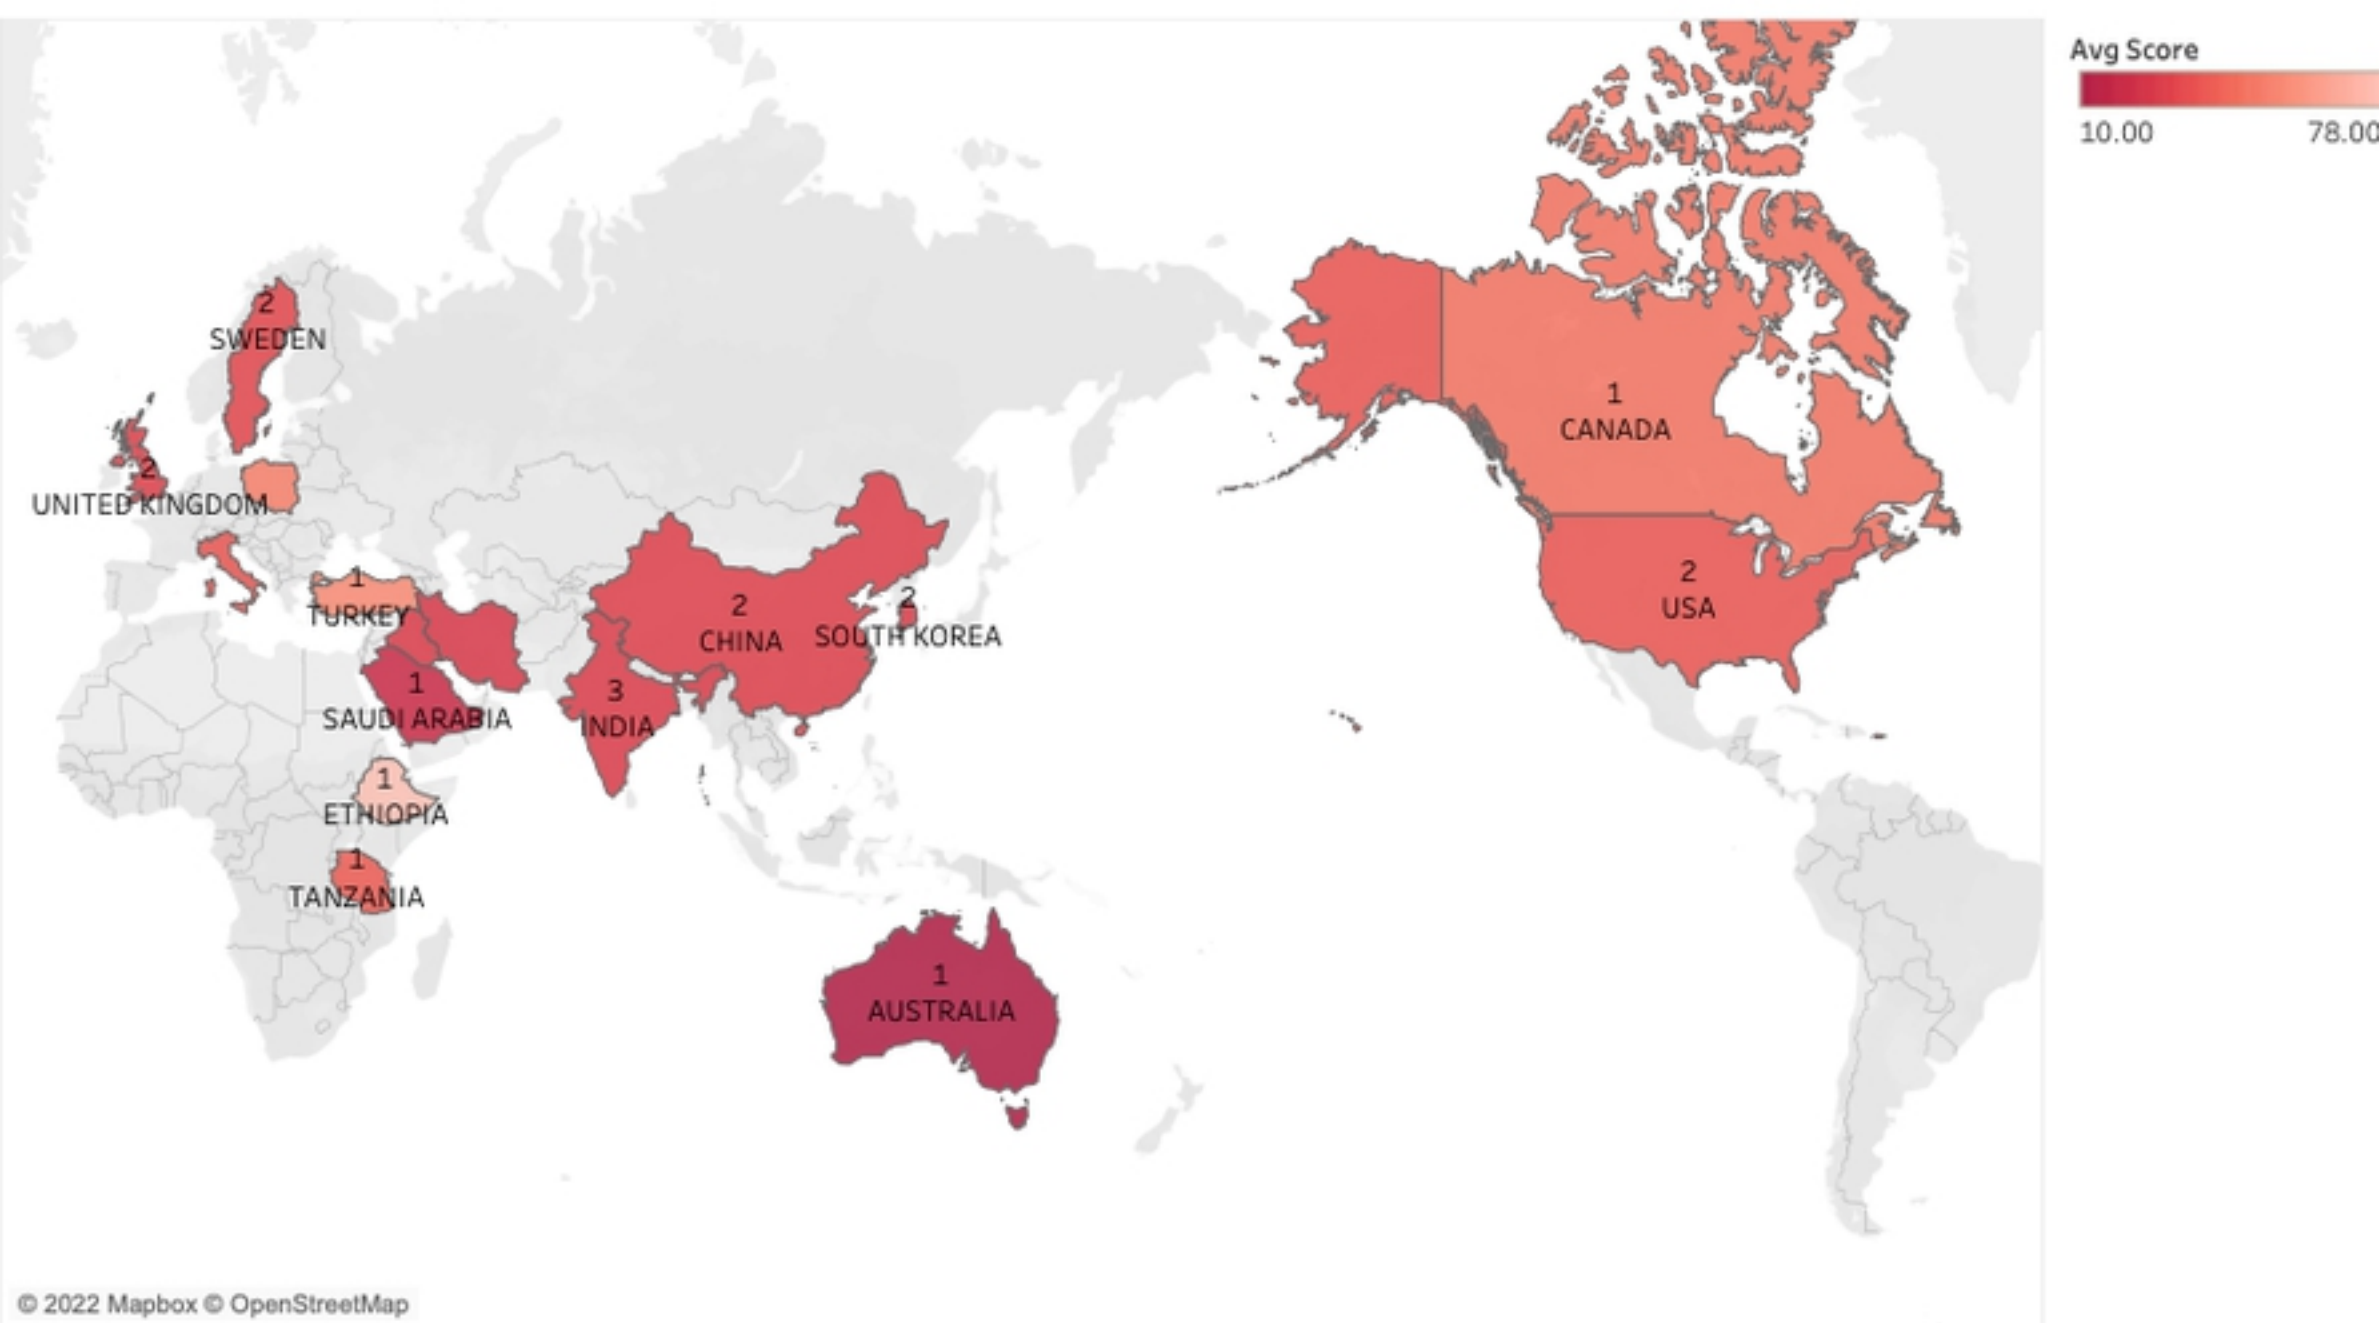 Avg Score
10.00
78.00
2
SWEDEN
1
CANADA
2
UNITED KINGDOM
1
TURKEY
2
CHINA
2
SOUTH KOREA
2
USA
1
SAUDI ARABIA
3
INDIA
1
ETHIOPIA
1
TANZANIA
1
AUSTRALIA
© 2022 Mapbox © OpenStreetMap